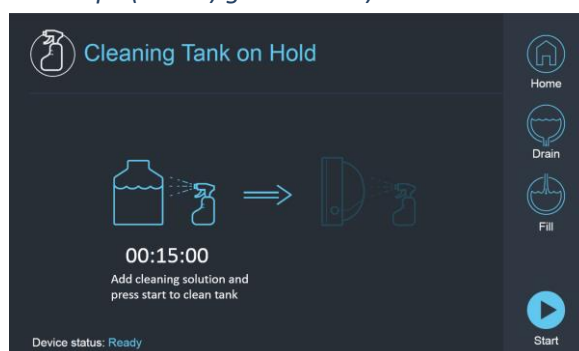 Cleaning Tank on Hold
Home
Drain
Fill
00:15:00
Add cleaning solution and
press start to clean tank
Device status: Ready
Start